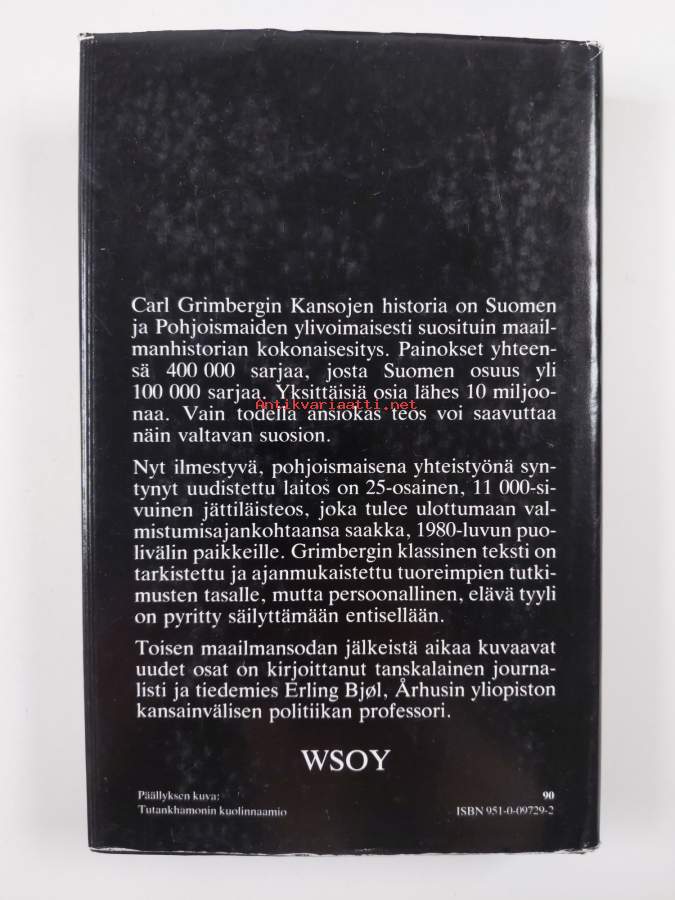 Carl Grimbergin Kansojen historia on Suomen
ja Pohjoismaiden ylivoimaisesti suosituin maail-
manhistorian kokonaisesitys. Painokset yhteen-
sä 400 000 sarjaa, josta Suomen osuus yli
100 000 sarjaa. Yksittäisiä osia lähes 10 miljoo-
Antikvariaatti.net
naa. Vain todella ansiokas teos voi saavuttaa
näin valtavan suosion.
Nyt ilmestyvä, pohjoismaisena yhteistyönä syn-
tynyt uudistettu laitos on 25-osainen, 11 000-si-
vuinen jättiläisteos, joka tulee ulottumaan val-
mistumisajankohtaansa saakka, 1980-luvun puo-
livälin paikkeille. Grimbergin klassinen teksti on
tarkistettu ja ajanmukaistettu tuoreimpien tutki-
musten tasalle, mutta persoonallinen, elävä tyyli
on pyritty säilyttämään entisellään.
Toisen maailmansodan jälkeistä aikaa kuvaavat
uudet osat on kirjoittanut tanskalainen journa-
listi ja tiedemies Erling Bjøl, Århusin yliopiston
kansainvälisen politiikan professori.
WSOY
Päällyksen kuva:
Tutankhamonin kuolinnaamio
90
ISBN 951-0-09729-2